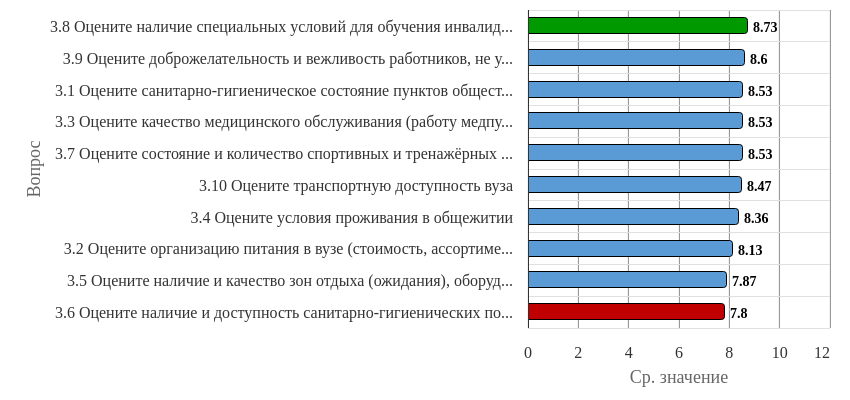 3.8 Оцените наличие специальных условий для обучения инвалид... 8.73
3.9 Оцените доброжелательность и вежливость работников, не у... 8.6
3.1 Оцените санитарно-гигиеническое состояние пунктов общест... 8.53
3.3 Оцените качество медицинского обслуживания (работу медпу... 8.53
3.7 Оцените состояние и количество спортивных и тренажёрных ... 8.53
3.10 Оцените транспортную доступность вуза 8.47
3.4 Оцените условия проживания в общежитии 8.36
3.2 Оцените организацию питания в вузе (стоимость, ассортиме... 8.13
3.5 Оцените наличие и качество зон отдыха (ожидания), оборуд... 7.87
3.6 Оцените наличие и доступность санитарно-гигиенических по... 7.8
Вопрос
0 2 4 6 8 10 12
Ср. значение